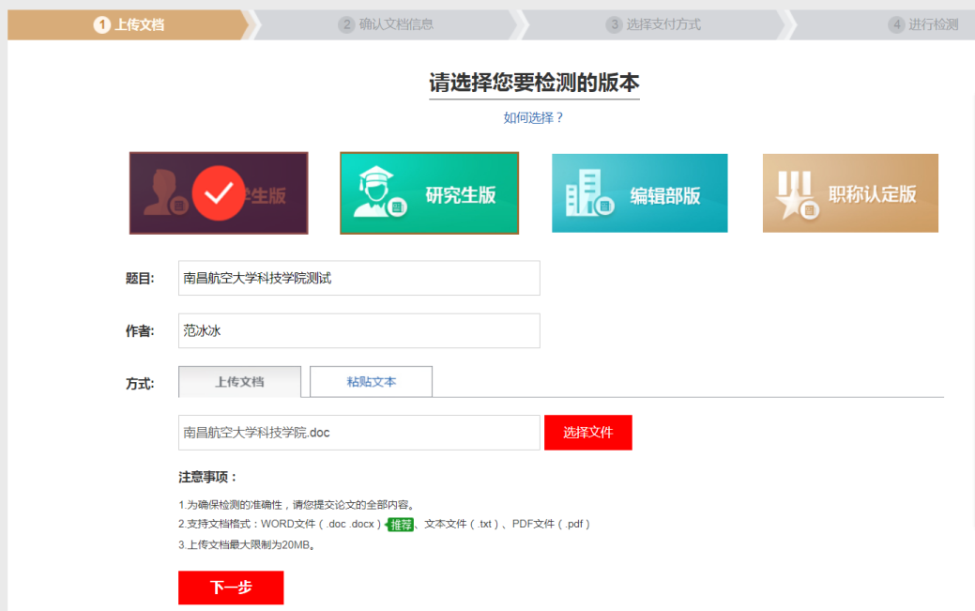 1 上传文档
2 确认文档信息
3 选择支付方式
4 进行检测
请选择您要检测的版本
如何选择？
生版
研究生版
编辑部版
职称认定版
题目: 南昌航空大学科技学院测试
作者: 范冰冰
方式: 上传文档 粘贴文本
南昌航空大学科技学院.doc 选择文件
注意事项：
1.为确保检测的准确性，请您提交论文的全部内容。
2.支持文档格式：WORD文件（.doc .docx）推荐、文本文件（.txt）、PDF文件（.pdf）
3.上传文档最大限制为20MB。
下一步